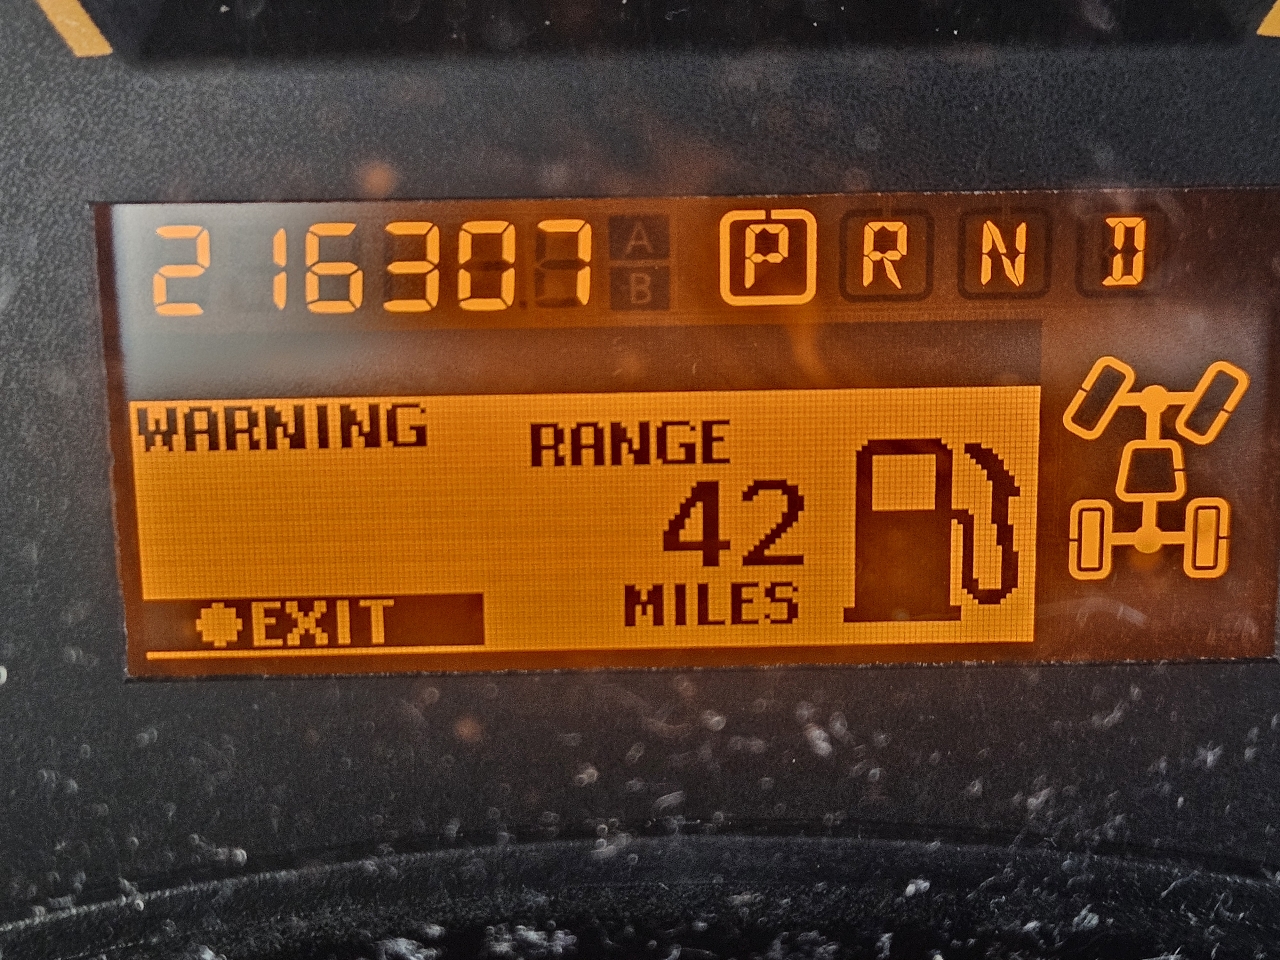 216307 A P R N D
B
WARNING
RANGE
42
MILES
EXIT